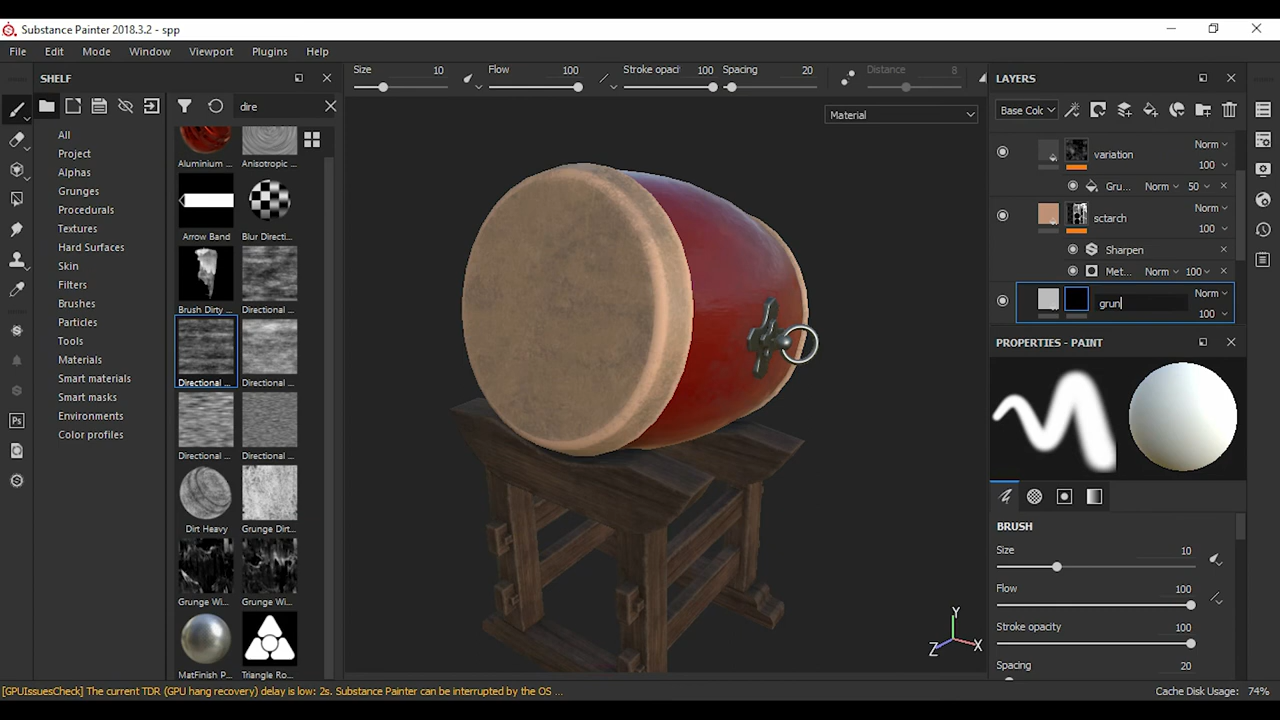 Substance Painter 2018.3.2 - spp
File Edit Mode Window Viewport Plugins Help
SHELF
Size 10 Flow 100 Stroke opaci 100 Spacing 20 Distance 8
dire
Material
All
Project
Alphas
Grunges
Procedurals
Textures
Hard Surfaces
Skin
Filters
Brushes
Particles
Tools
Materials
Smart materials
Smart masks
Environments
Color profiles
Aluminium ... Anisotropic ...
Arrow Band Blur Directi...
Brush Dirty ... Directional ...
Directional ... Directional ...
Directional ... Directional ...
Dirt Heavy Grunge Dirt...
Grunge Wi... Grunge Wi...
MatFinish P... Triangle Ro...
Y
Z X
LAYERS
Base Col
variation Norm
100
Gru... Norm 50
sctarch Norm
100
Sharpen
Met... Norm 100
grun Norm
100
PROPERTIES - PAINT
Ps
BRUSH
Size 10
Flow 100
Stroke opacity 100
Spacing 20
[GPUIssuesCheck] The current TDR (GPU hang recovery) delay is low: 2s. Substance Painter can be interrupted by the OS ... Cache Disk Usage: 74%